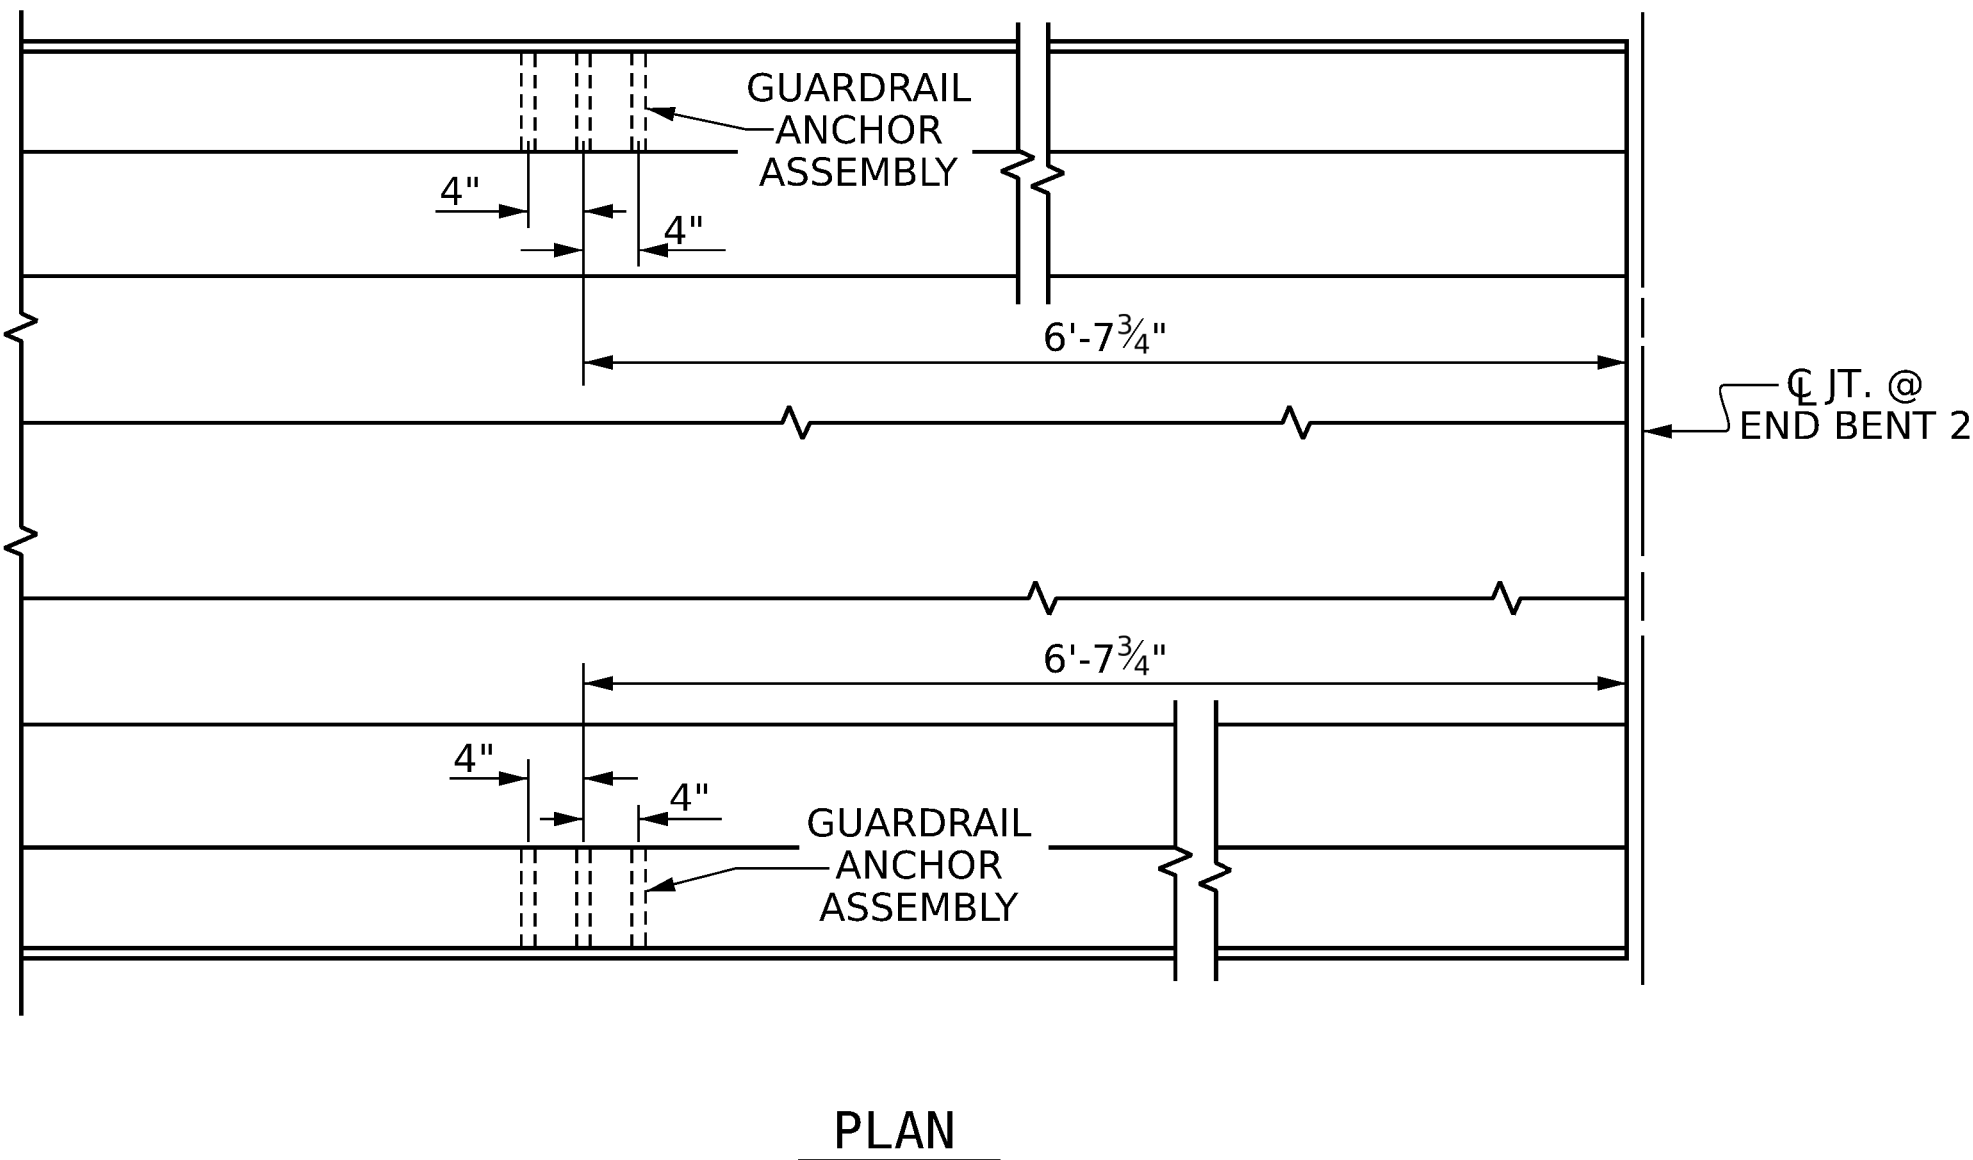 GUARDRAIL
ANCHOR
ASSEMBLY
4"
4"
6'-7¾"
℄ JT. @
END BENT 2
6'-7¾"
4"
4"
GUARDRAIL
ANCHOR
ASSEMBLY
PLAN